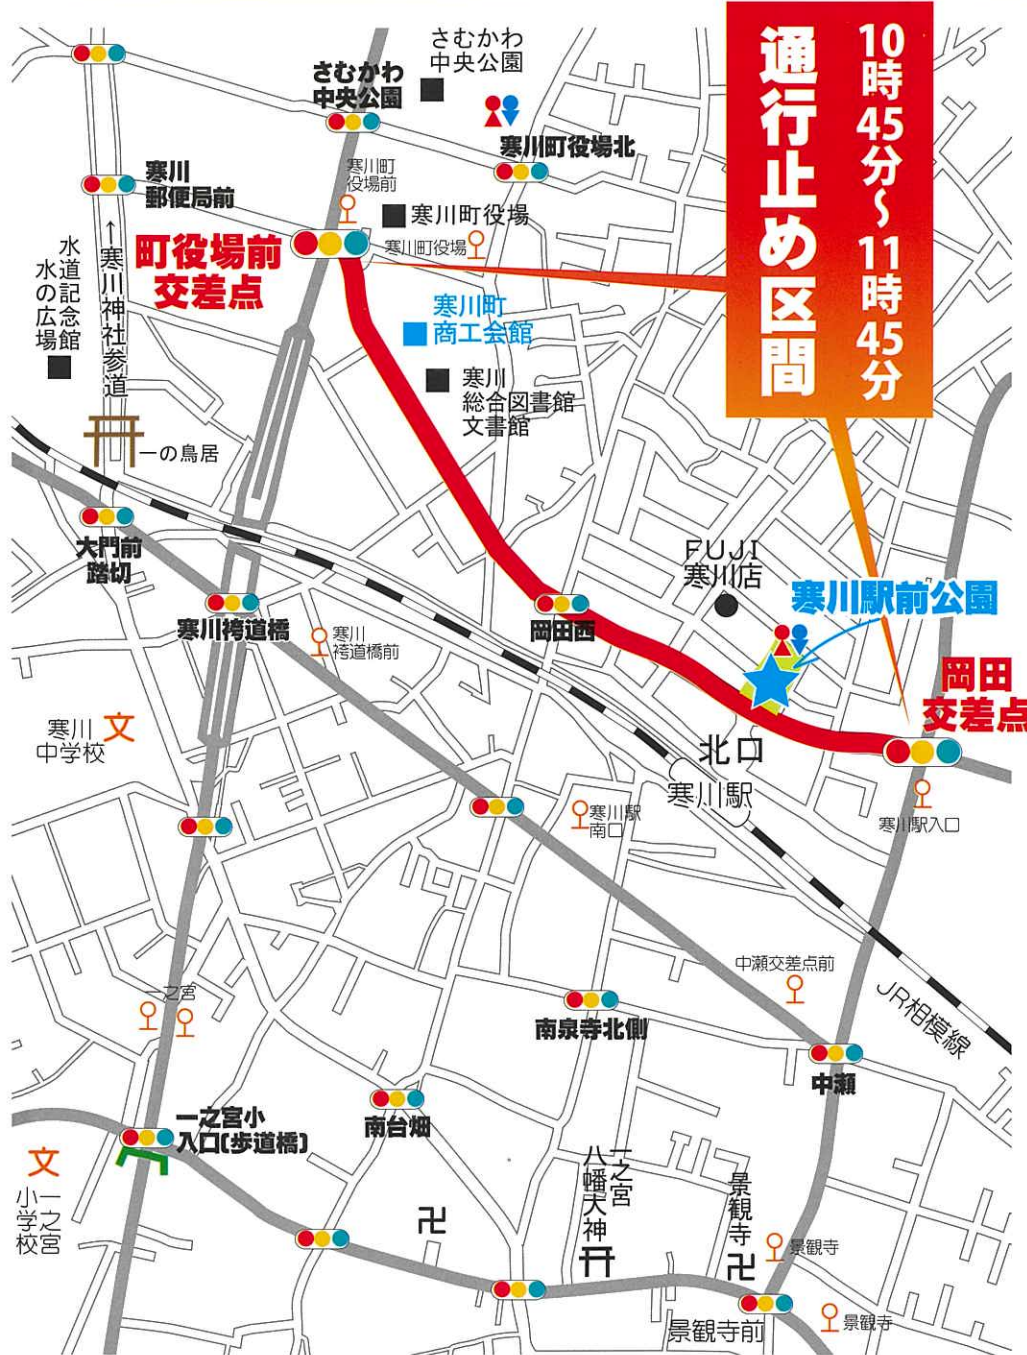 10時45分～11時45分
通行止め区間
さむかわ
中央公園
さむかわ
中央公園
寒川町役場北
寒川
郵便局前
寒川町
役場前
寒川町役場
寒川町役場
町役場前
交差点
↑寒川神社参道
水道記念館
水の広場
寒川町
商工会館
寒川
総合図書館
文書館
一の鳥居
大門前
踏切
寒川袴道橋
寒川
袴道橋前
岡田西
FUJI
寒川店
寒川駅前公園
岡田
交差点
文
寒川
中学校
北口
寒川駅
寒川駅
南口
寒川駅入口
中瀬交差点前
JR相模線
一之宮
南泉寺北側
中瀬
一之宮小
入口(歩道橋)
南台畑
文
一之宮
小学校
一之宮
八幡大神
景観寺
卍
卍
景観寺
景観寺前
景観寺